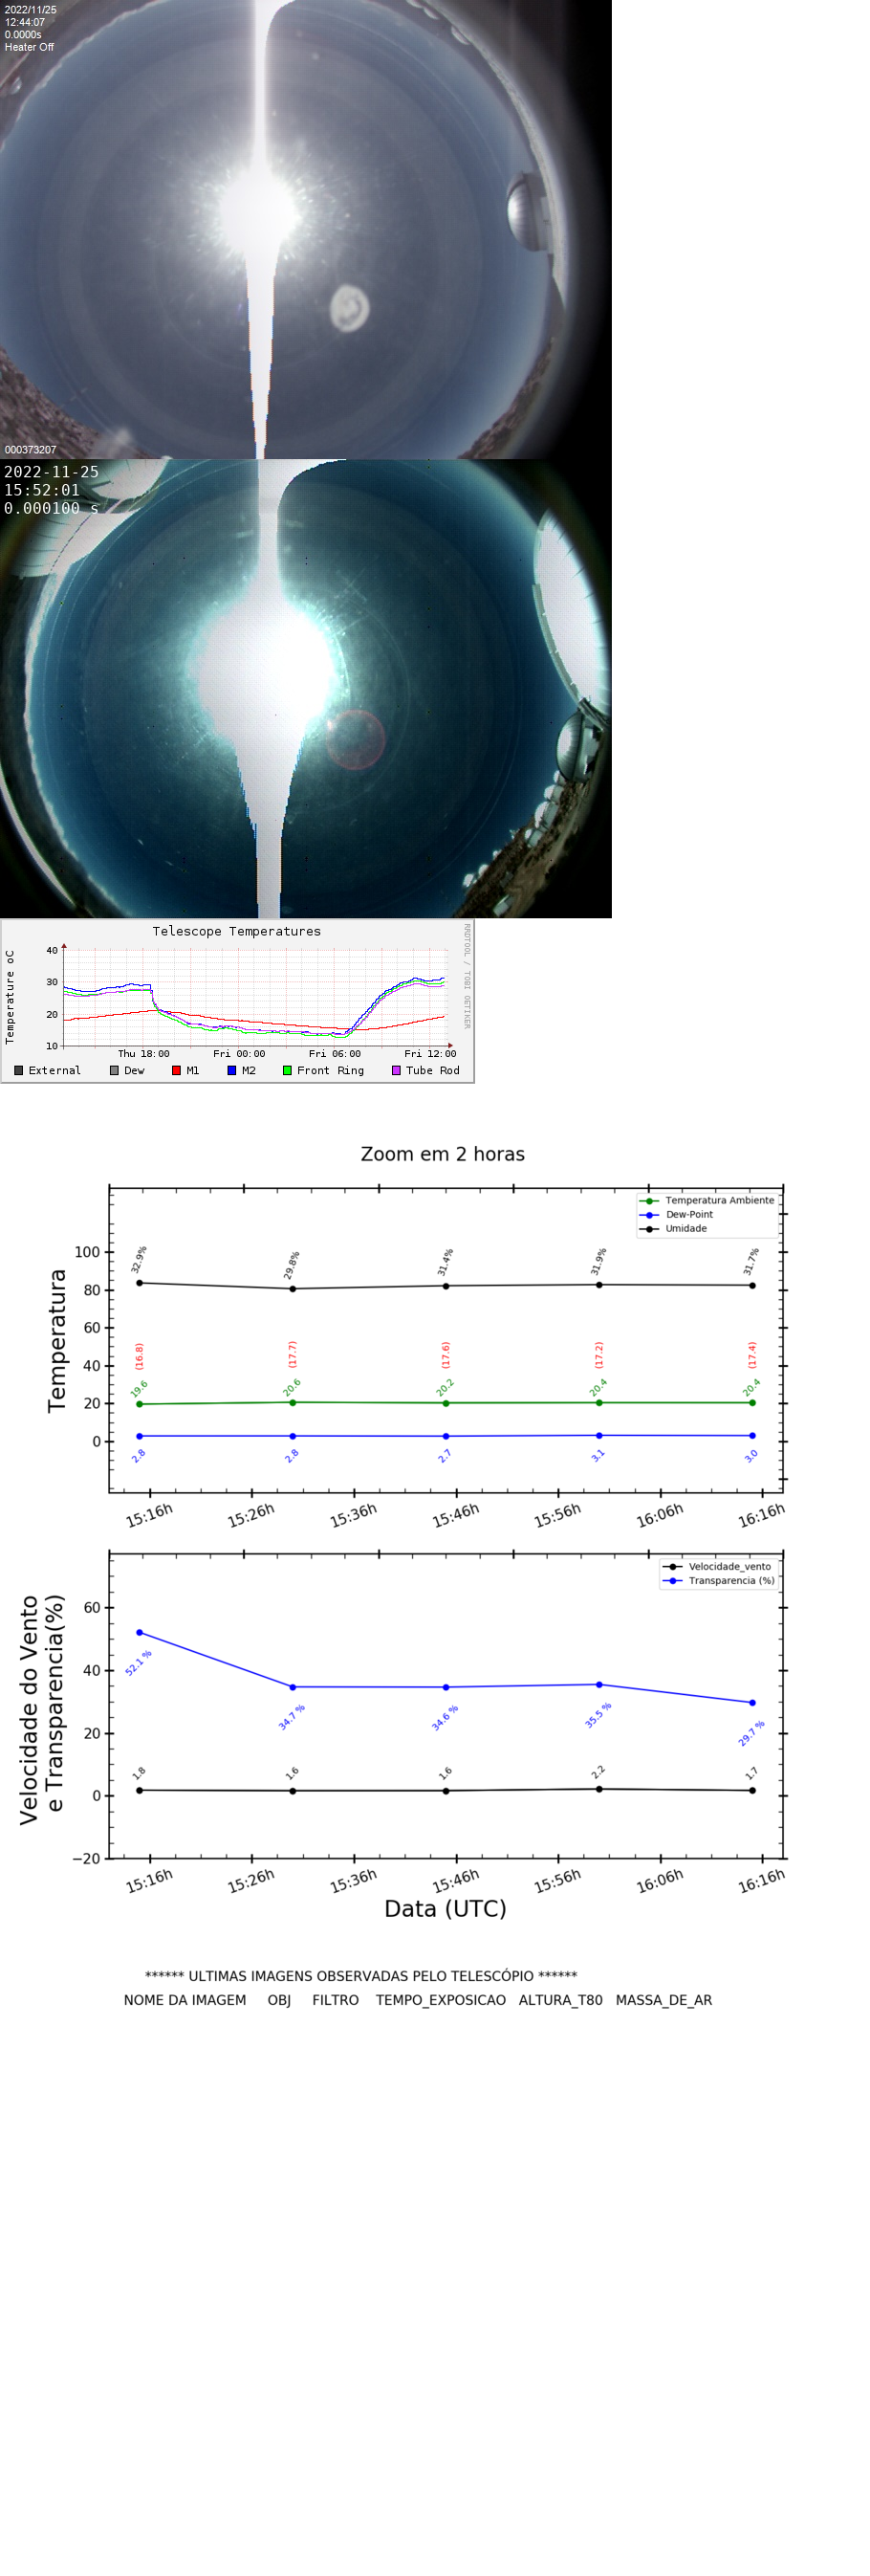 2022/11/25
12:44:07
0.0000s
Heater Off
000373207
2022-11-25
15:52:01
0.000100 s
Telescope Temperatures
RRDTOOL / TOBI OETIKER
Temperature oC
40
30
20
10
Thu 18:00 Fri 00:00 Fri 06:00 Fri 12:00
External Dew M1 M2 Front Ring Tube Rod
Zoom em 2 horas
Temperatura Ambiente
Dew-Point
Umidade
Temperatura
100
80
60
40
20
0
32.9% 29.8% 31.4% 31.9% 31.7%
(16.8) (17.7) (17.6) (17.2) (17.4)
19.6 20.6 20.2 20.4 20.4
2.8 2.8 2.7 3.1 3.0
15:16h 15:26h 15:36h 15:46h 15:56h 16:06h 16:16h
Velocidade_vento
Transparencia (%)
Velocidade do Vento
e Transparencia(%)
60
40
20
0
−20
52.1 % 34.7 % 34.6 % 35.5 % 29.7 %
1.8 1.6 1.6 2.2 1.7
15:16h 15:26h 15:36h 15:46h 15:56h 16:06h 16:16h
Data (UTC)
****** ULTIMAS IMAGENS OBSERVADAS PELO TELESCÓPIO ******
NOME DA IMAGEM OBJ FILTRO TEMPO_EXPOSICAO ALTURA_T80 MASSA_DE_AR